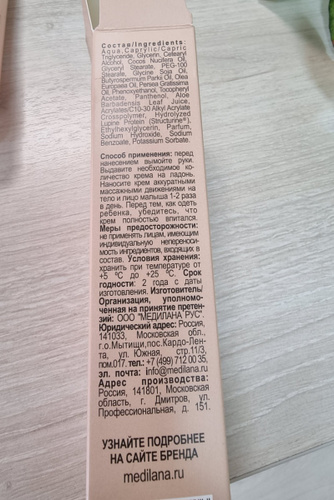 Состав/Ingredients:
Aqua, Caprylic/Capric
Triglyceride, Glycerin, Cetearyl
Alcohol, Cocos Nucifera Oil,
Glyceryl Stearate, PEG-100
Stearate, Glycine Soja Oil,
Butyrospermum Parkii Oil, Olea
Europaea Oil, Persea Gratissima
Oil, Phenoxyethanol, Tocopheryl
Acetate, Panthenol, Aloe
Barbadensis Leaf Juice,
Acrylates/C10-30 Alkyl Acrylate
Crosspolymer, Hydrolyzed
Lupine Protein (Structurine®),
Ethylhexylglycerin, Parfum,
Sodium Hydroxide, Sodium
Benzoate, Potassium Sorbate.
Способ применения: перед
нанесением вымойте руки.
Выдавите необходимое ко-
личество крема на ладонь.
Наносите крем аккуратными
массажными движениями на
тело и лицо малыша 1-2 раза
в день. Перед тем, как одеть
ребенка, убедитесь, что
крем полностью впитался.
Меры предосторожности:
не применять лицам, имеющим
индивидуальную непереноси-
мость ингредиентов, входящих в
состав. Условия хранения:
хранить при температуре от
+5 °C до +25 °C. Срок
годности: 2 года с даты
изготовления. Изготовитель/
Организация, уполномо-
ченная на принятие претен-
зий: ООО "МЕДИЛАНА РУС".
Юридический адрес: Россия,
141033, Московская обл.,
г.о.Мытищи,пос.Кардо-Лен-
та, ул. Южная, стр.11/3,
пом.017. тел.:+7 (499) 712 00 35,
эл. почта: info@medilana.ru
Адрес производства:
Россия, 141801, Московская
область, г. Дмитров, ул.
Профессиональная, д. 151.
УЗНАЙТЕ ПОДРОБНЕЕ
НА САЙТЕ БРЕНДА
medilana.ru